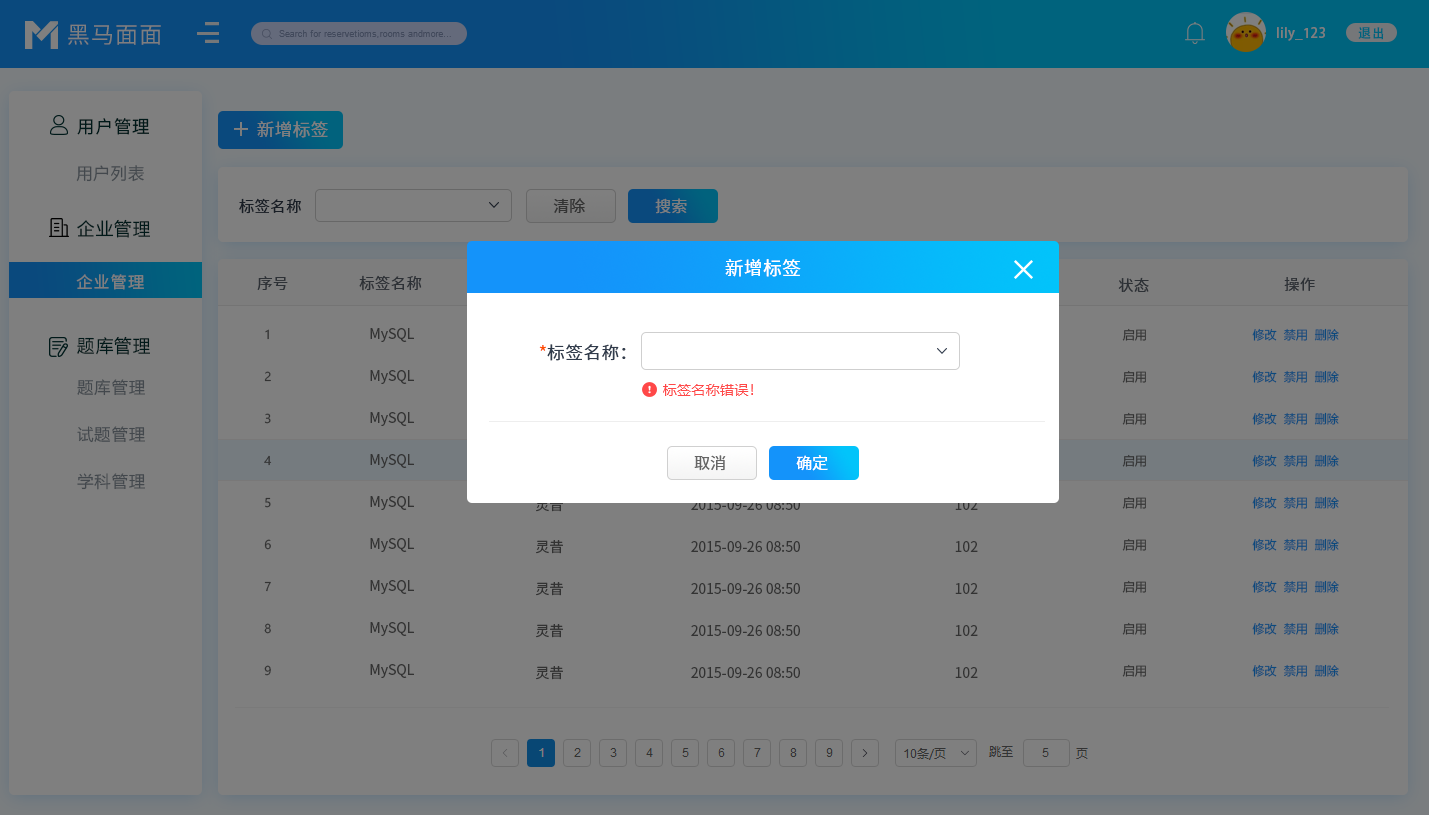 黑马面面
Search for reservetioms,rooms andmore...
lily_123
退出
用户管理
用户列表
企业管理
企业管理
题库管理
题库管理
试题管理
学科管理
新增标签
标签名称
清除
搜索
序号 标签名称 状态 操作
1 MySQL 启用 修改 禁用 删除
2 MySQL 启用 修改 禁用 删除
3 MySQL 启用 修改 禁用 删除
4 MySQL 启用 修改 禁用 删除
5 MySQL 灵昔 2015-09-26 08:50 102 启用 修改 禁用 删除
6 MySQL 灵昔 2015-09-26 08:50 102 启用 修改 禁用 删除
7 MySQL 灵昔 2015-09-26 08:50 102 启用 修改 禁用 删除
8 MySQL 灵昔 2015-09-26 08:50 102 启用 修改 禁用 删除
9 MySQL 灵昔 2015-09-26 08:50 102 启用 修改 禁用 删除
新增标签
*标签名称:
标签名称错误!
取消
确定
1 2 3 4 5 6 7 8 9 10条/页 跳至 5 页